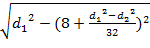 √(d₁² − (8 + (d₁² − d₂²)/32)²)